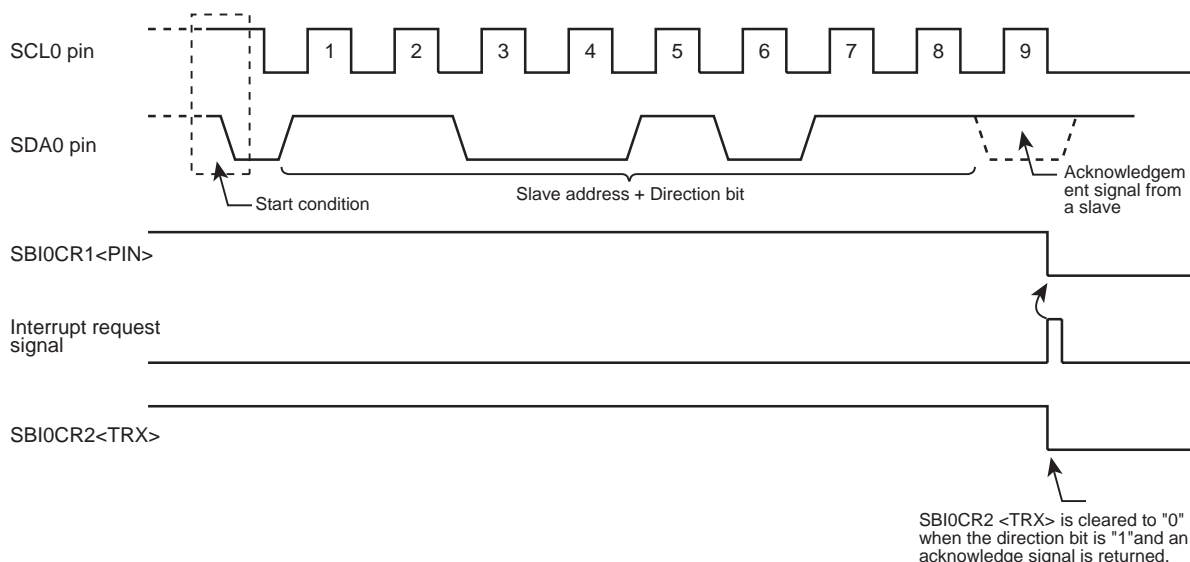 SCL0 pin
1 2 3 4 5 6 7 8 9
SDA0 pin
Start condition
Slave address + Direction bit
Acknowledgem
ent signal from
a slave
SBI0CR1<PIN>
Interrupt request
signal
SBI0CR2<TRX>
SBI0CR2 <TRX> is cleared to "0"
when the direction bit is "1"and an
acknowledge signal is returned.